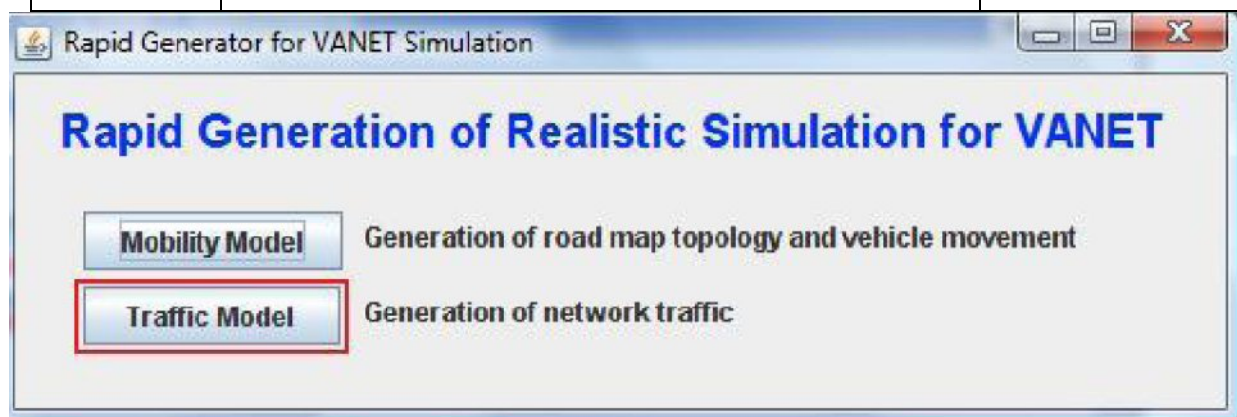 Rapid Generator for VANET Simulation
Rapid Generation of Realistic Simulation for VANET
Mobility Model Generation of road map topology and vehicle movement
Traffic Model Generation of network traffic